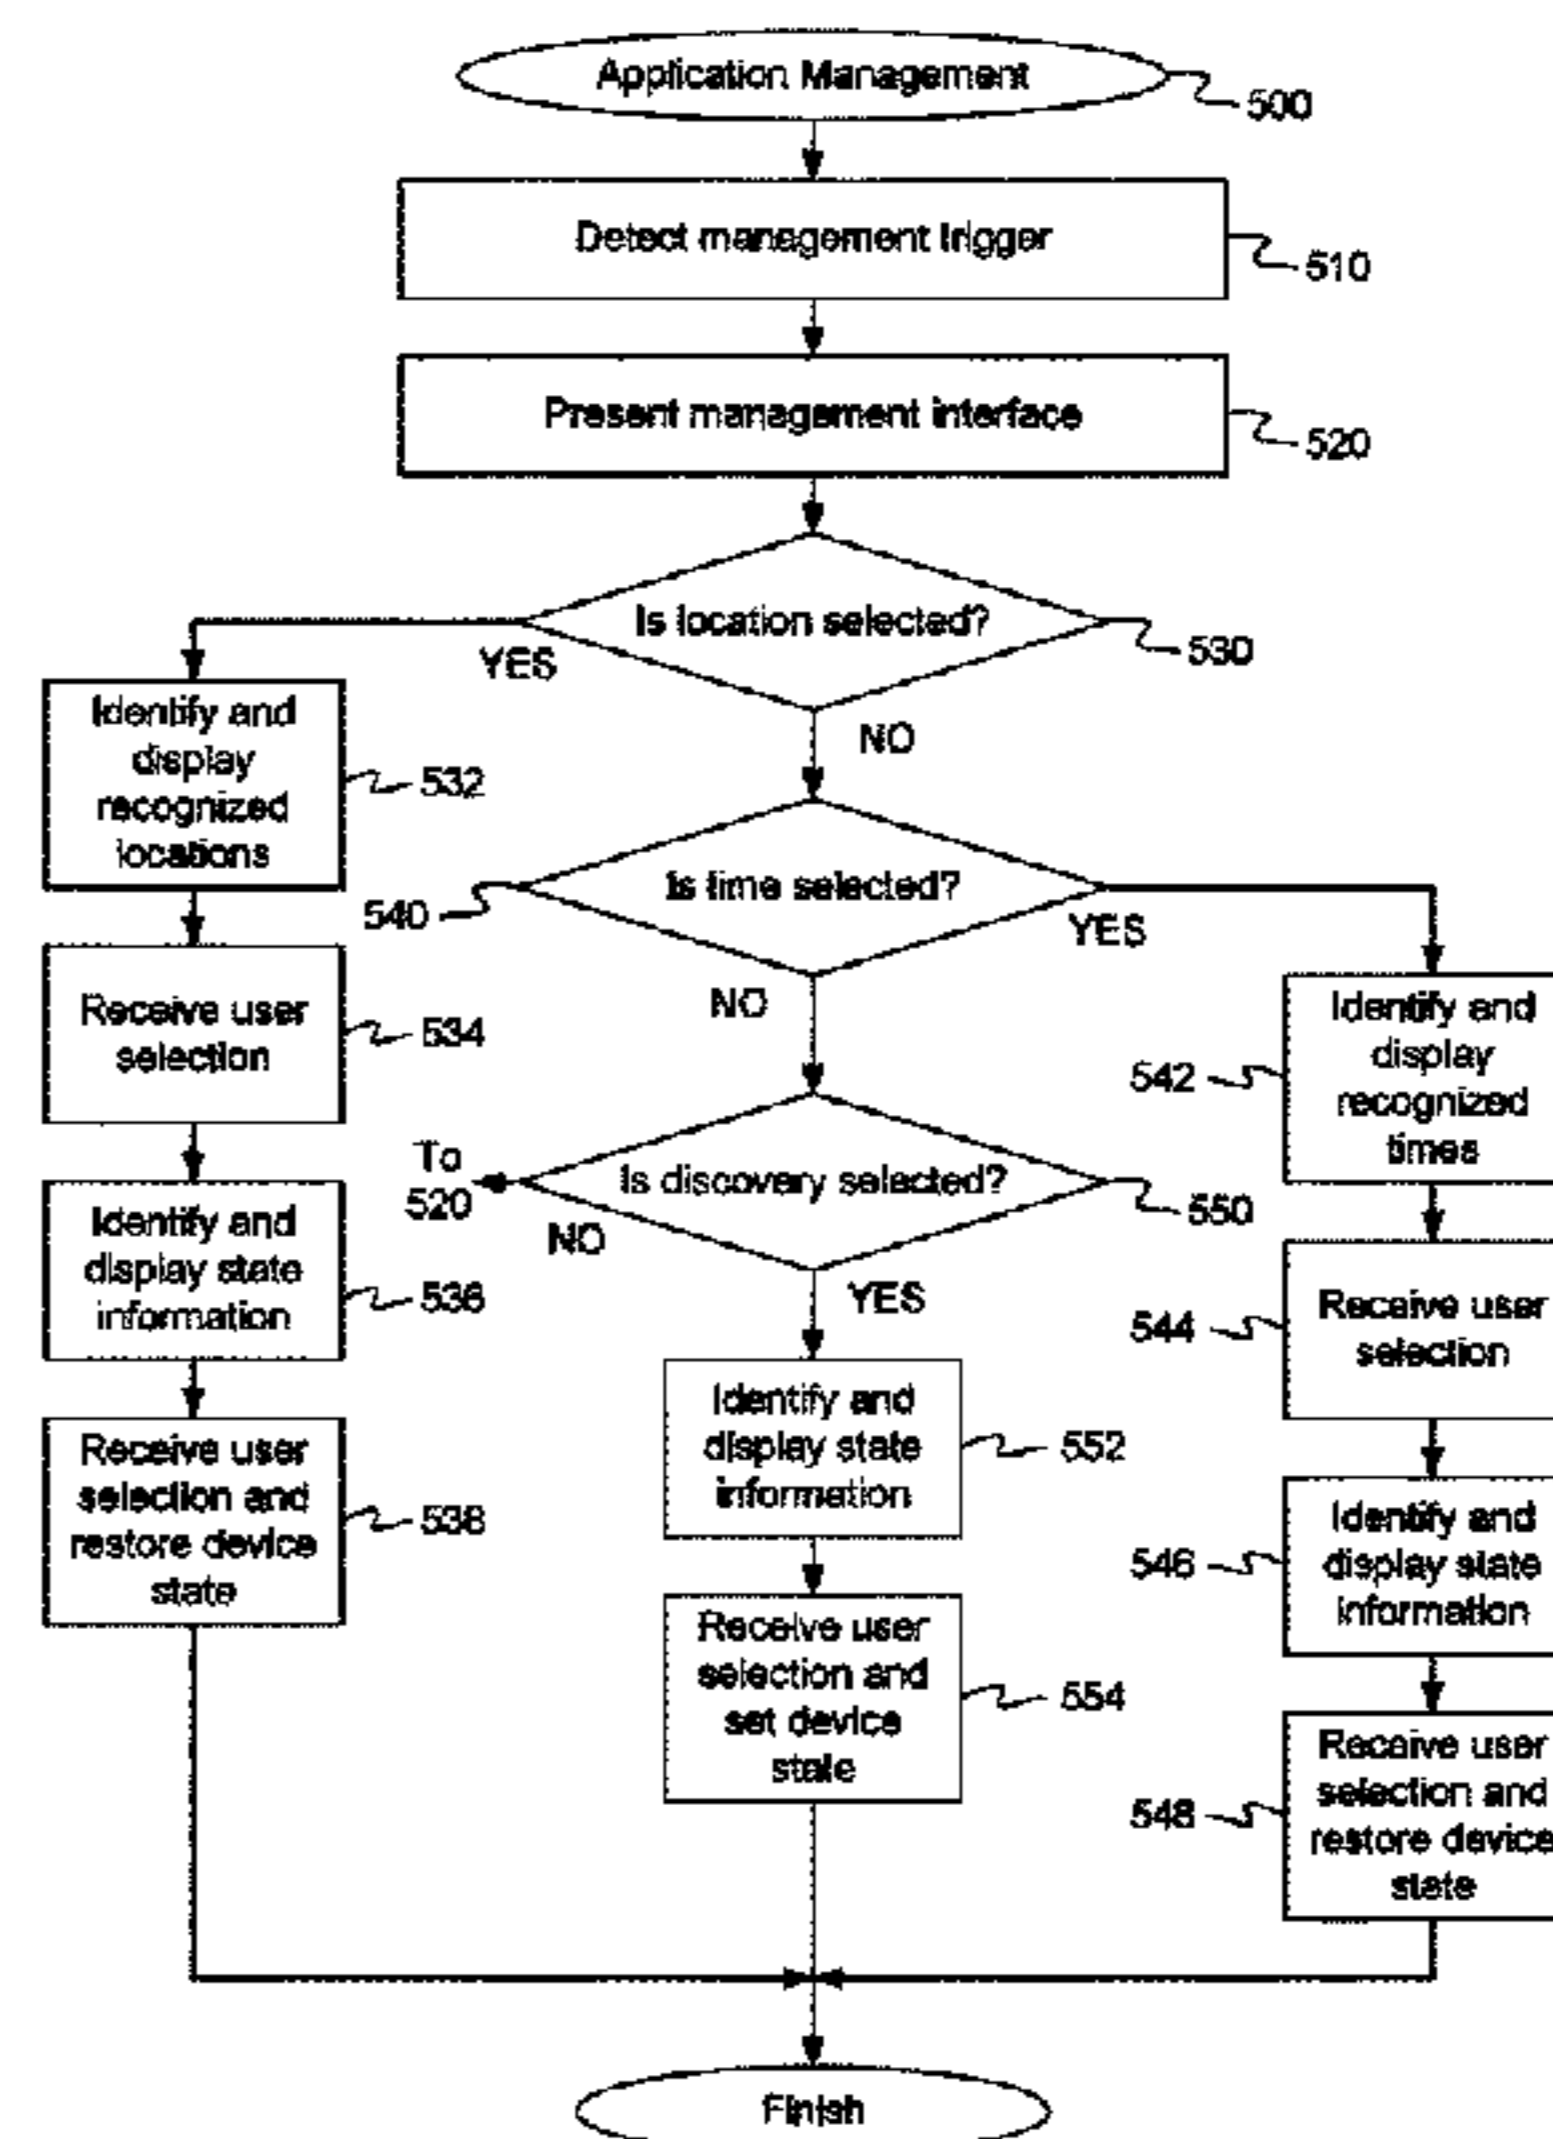 Application Management
500
Detect management trigger
510
Present management interface
520
Is location selected?
530
YES
NO
Identify and
display
recognized
locations
532
Is time selected?
540
YES
NO
Receive user
selection
534
Identify and
display
recognized
times
542
To
520
Is discovery selected?
550
NO
YES
Identify and
display state
information
536
Receive user
selection
544
Identify and
display state
information
552
Receive user
selection and
restore device
state
538
Identify and
display state
information
546
Receive user
selection and
set device
state
554
Receive user
selection and
restore device
state
548
Finish